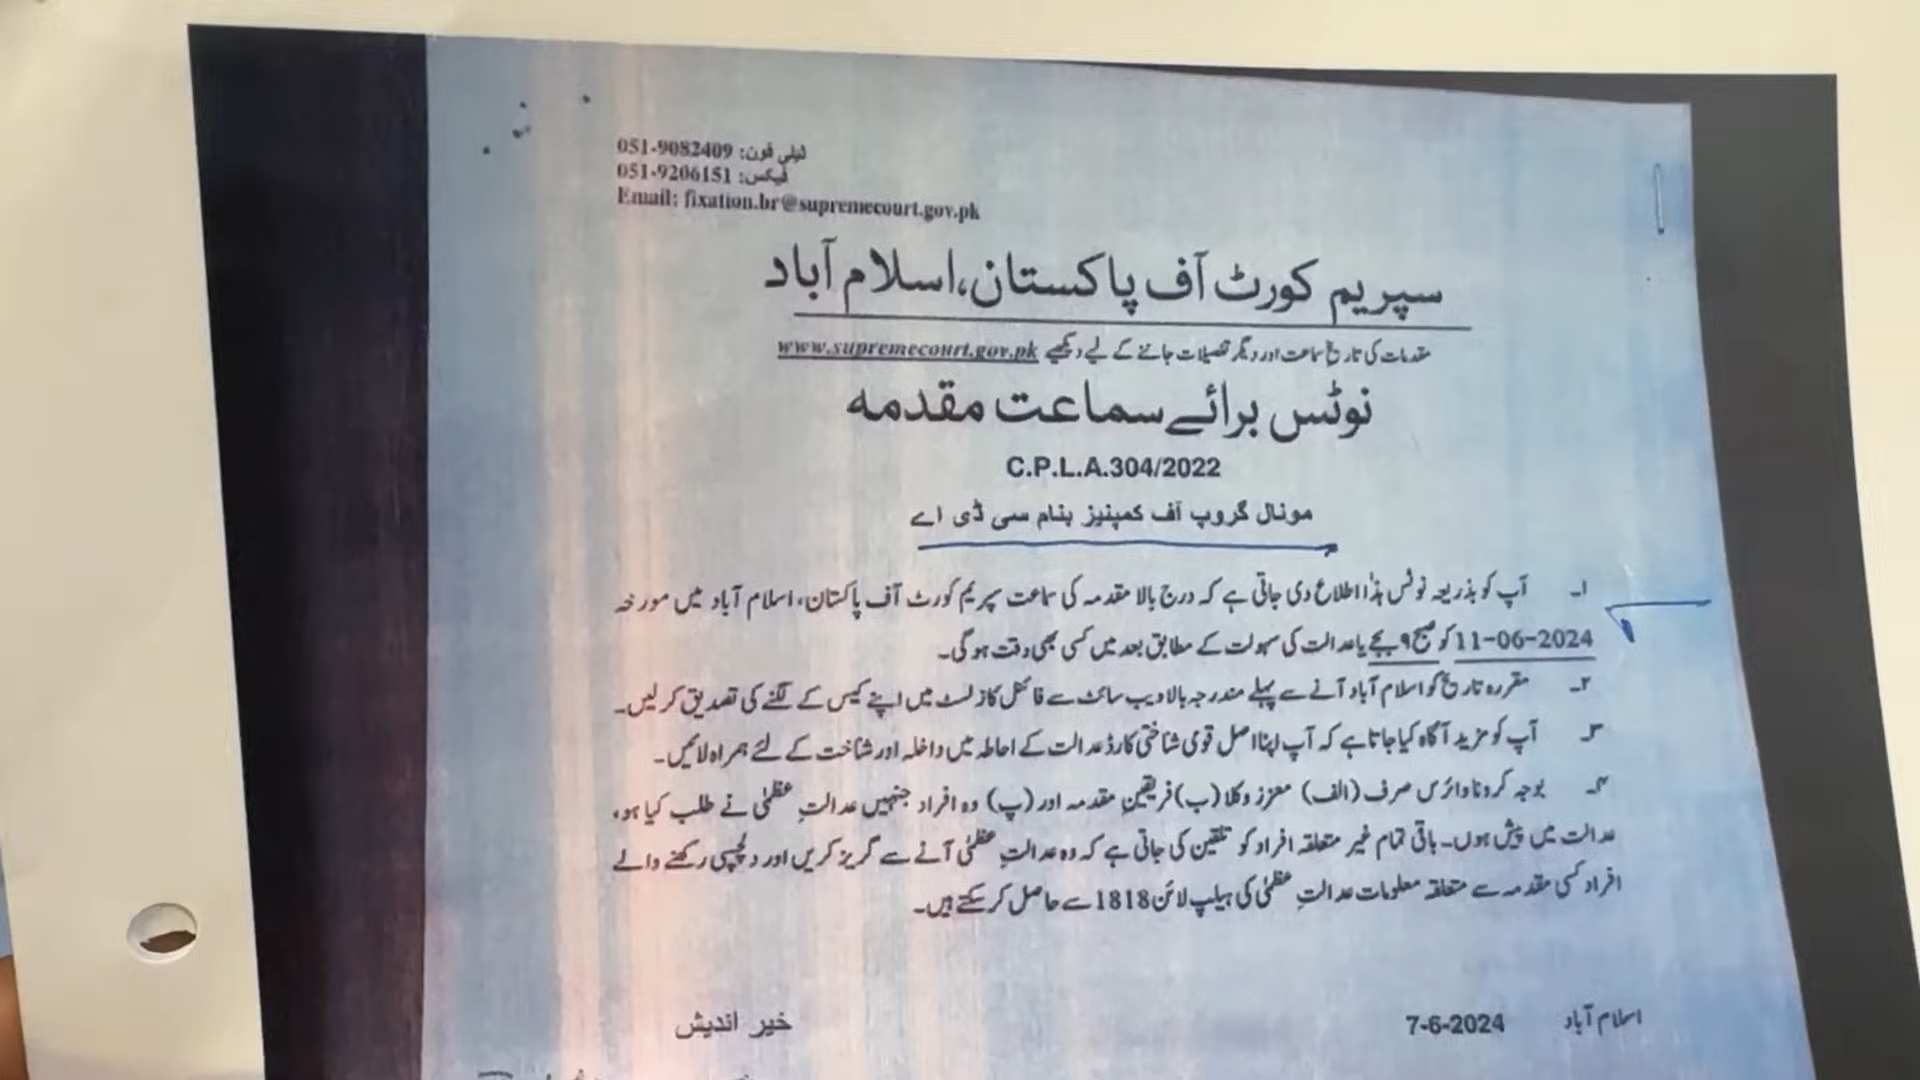 ٹیلی فون: 051-9082409
فیکس: 051-9206151
Email: fixation.br@supremecourt.gov.pk
سپریم کورٹ آف پاکستان، اسلام آباد
مقدمات کی تاریخ سماعت اور دیگر تفصیلات جاننے کے لیے دیکھیے www.supremecourt.gov.pk
نوٹس برائے سماعت مقدمہ
C.P.L.A.304/2022
مونال گروپ آف کمپنیز بنام سی ڈی اے
۱۔ آپ کو بذریعہ نوٹس ہذا اطلاع دی جاتی ہے کہ درج بالا مقدمہ کی سماعت سپریم کورٹ آف پاکستان، اسلام آباد میں مورخہ
11-06-2024 کو صبح ۹ بجے یا عدالت کی سہولت کے مطابق بعد میں کسی بھی وقت ہوگی۔
۲۔ مقررہ تاریخ کو اسلام آباد آنے سے پہلے مندرجہ بالا ویب سائٹ سے فائنل کازلسٹ میں اپنے کیس کے لگنے کی تصدیق کر لیں۔
۳۔ آپ کو مزید آگاہ کیا جاتا ہے کہ آپ اپنا اصل قومی شناختی کارڈ عدالت کے احاطہ میں داخلہ اور شناخت کے لئے ہمراہ لائیں۔
۴۔ بوجہ کرونا وائرس صرف (الف) معزز وکلا (ب) فریقینِ مقدمہ اور (پ) وہ افراد جنہیں عدالتِ عظمٰی نے طلب کیا ہو،
عدالت میں پیش ہوں۔ باقی تمام غیر متعلقہ افراد کو تلقین کی جاتی ہے کہ وہ عدالتِ عظمٰی آنے سے گریز کریں اور دلچسپی رکھنے والے
افراد کسی مقدمہ سے متعلقہ معلومات عدالتِ عظمٰی کی ہیلپ لائن 1818 سے حاصل کر سکتے ہیں۔
اسلام آباد 7-6-2024 خیر اندیش